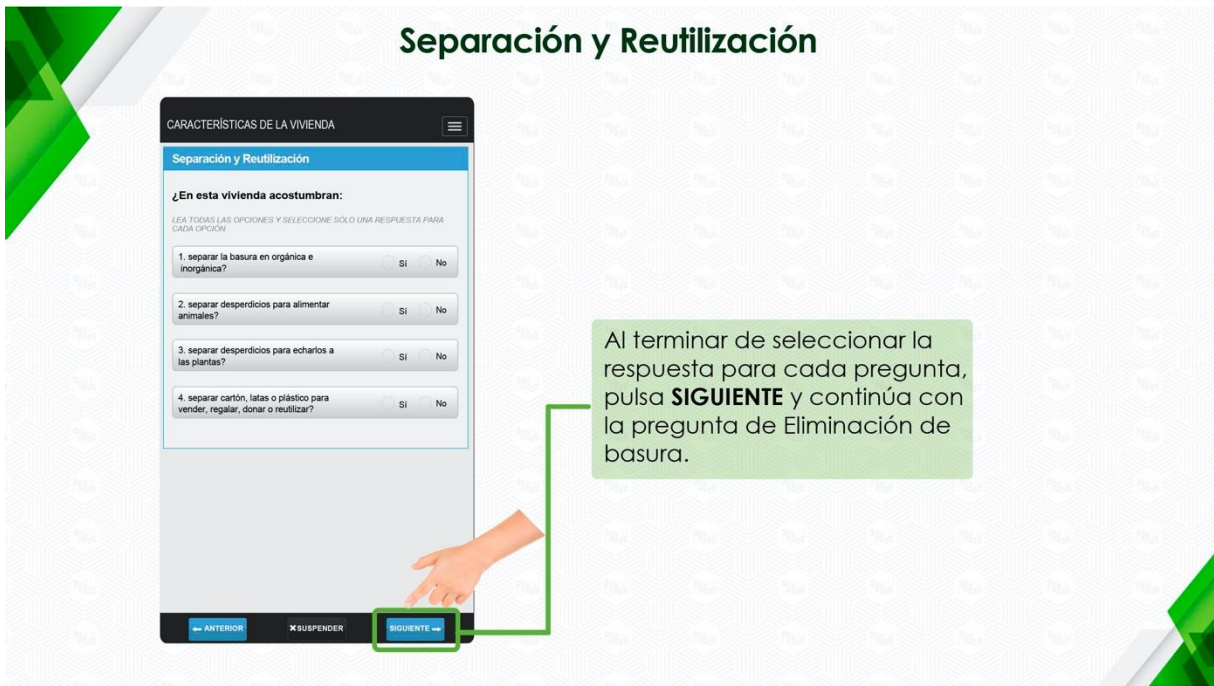 Separación y Reutilización
CARACTERÍSTICAS DE LA VIVIENDA
Separación y Reutilización
¿En esta vivienda acostumbran:
LEA TODAS LAS OPCIONES Y SELECCIONE SÓLO UNA RESPUESTA PARA
CADA OPCIÓN
1. separar la basura en orgánica e
inorgánica?
Sí No
2. separar desperdicios para alimentar
animales?
Sí No
3. separar desperdicios para echarlos a
las plantas?
Sí No
4. separar cartón, latas o plástico para
vender, regalar, donar o reutilizar?
Sí No
Al terminar de seleccionar la
respuesta para cada pregunta,
pulsa SIGUIENTE y continúa con
la pregunta de Eliminación de
basura.
← ANTERIOR
✕SUSPENDER
SIGUIENTE →